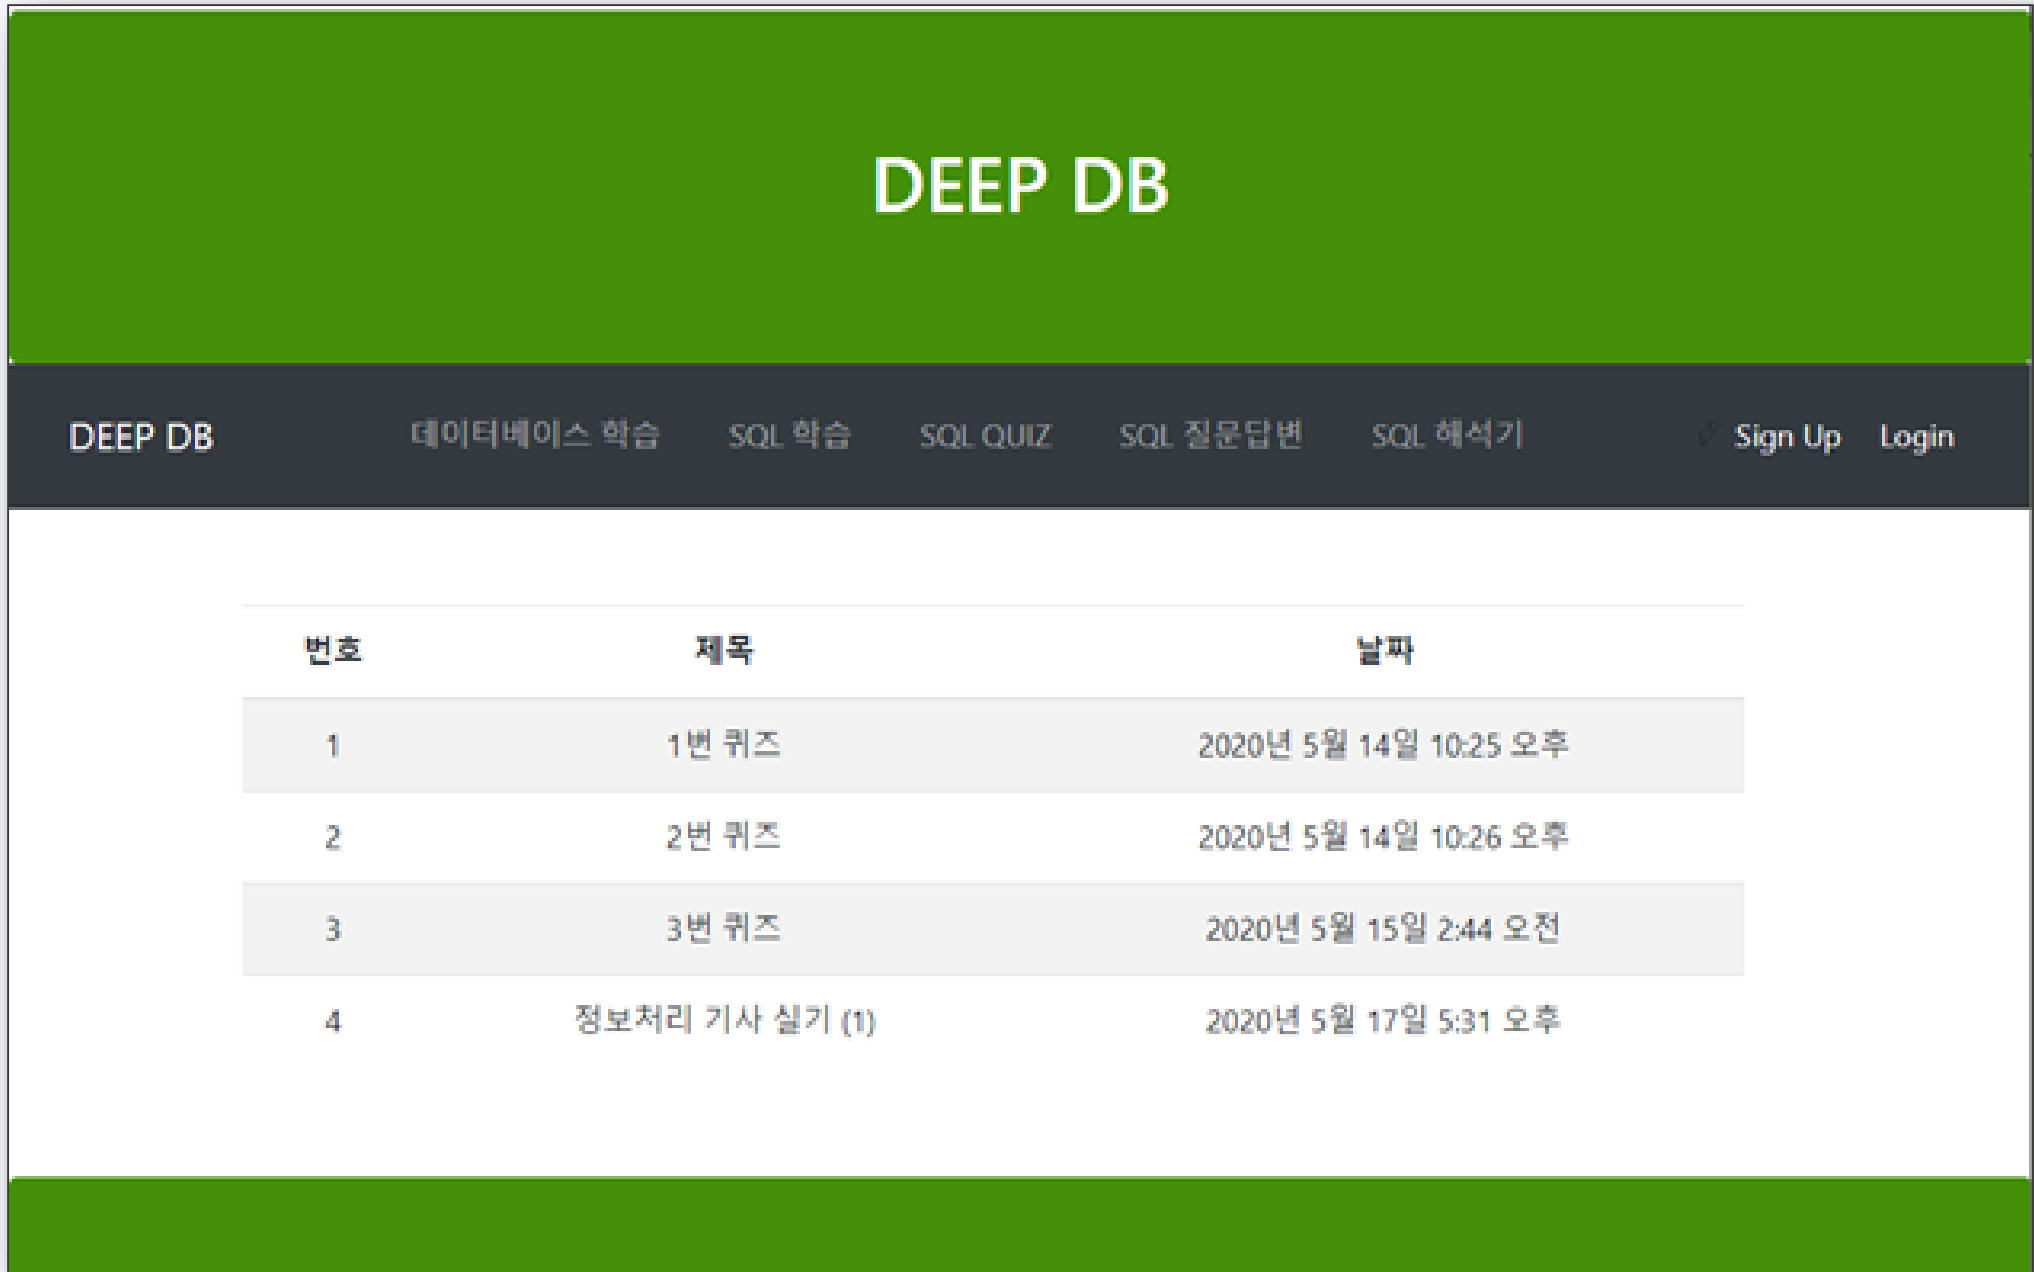 DEEP DB
DEEP DB 데이터베이스 학습 SQL 학습 SQL QUIZ SQL 질문답변 SQL 해석기 Sign Up Login
번호 제목 날짜
1 1번 퀴즈 2020년 5월 14일 10:25 오후
2 2번 퀴즈 2020년 5월 14일 10:26 오후
3 3번 퀴즈 2020년 5월 15일 2:44 오전
4 정보처리 기사 실기 (1) 2020년 5월 17일 5:31 오후